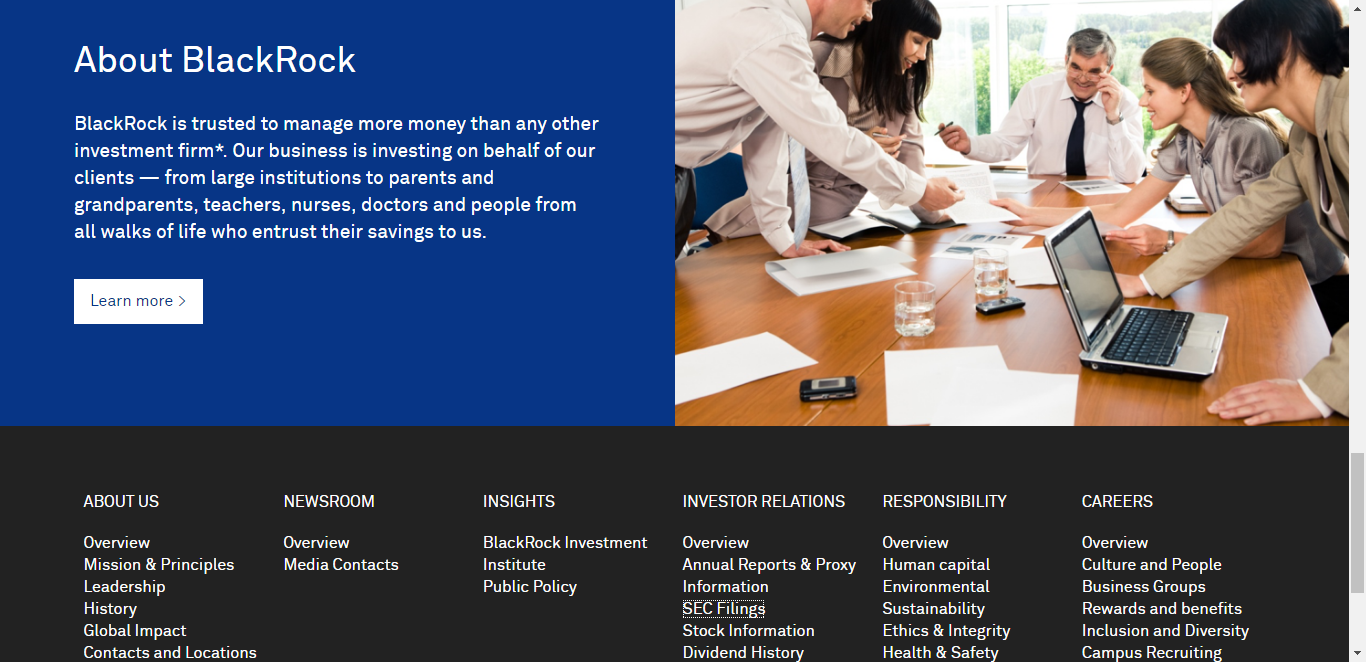 About BlackRock
BlackRock is trusted to manage more money than any other
investment firm*. Our business is investing on behalf of our
clients — from large institutions to parents and
grandparents, teachers, nurses, doctors and people from
all walks of life who entrust their savings to us.
Learn more >
ABOUT US
Overview
Mission & Principles
Leadership
History
Global Impact
Contacts and Locations
NEWSROOM
Overview
Media Contacts
INSIGHTS
BlackRock Investment
Institute
Public Policy
INVESTOR RELATIONS
Overview
Annual Reports & Proxy
Information
SEC Filings
Stock Information
Dividend History
RESPONSIBILITY
Overview
Human capital
Environmental
Sustainability
Ethics & Integrity
Health & Safety
CAREERS
Overview
Culture and People
Business Groups
Rewards and benefits
Inclusion and Diversity
Campus Recruiting